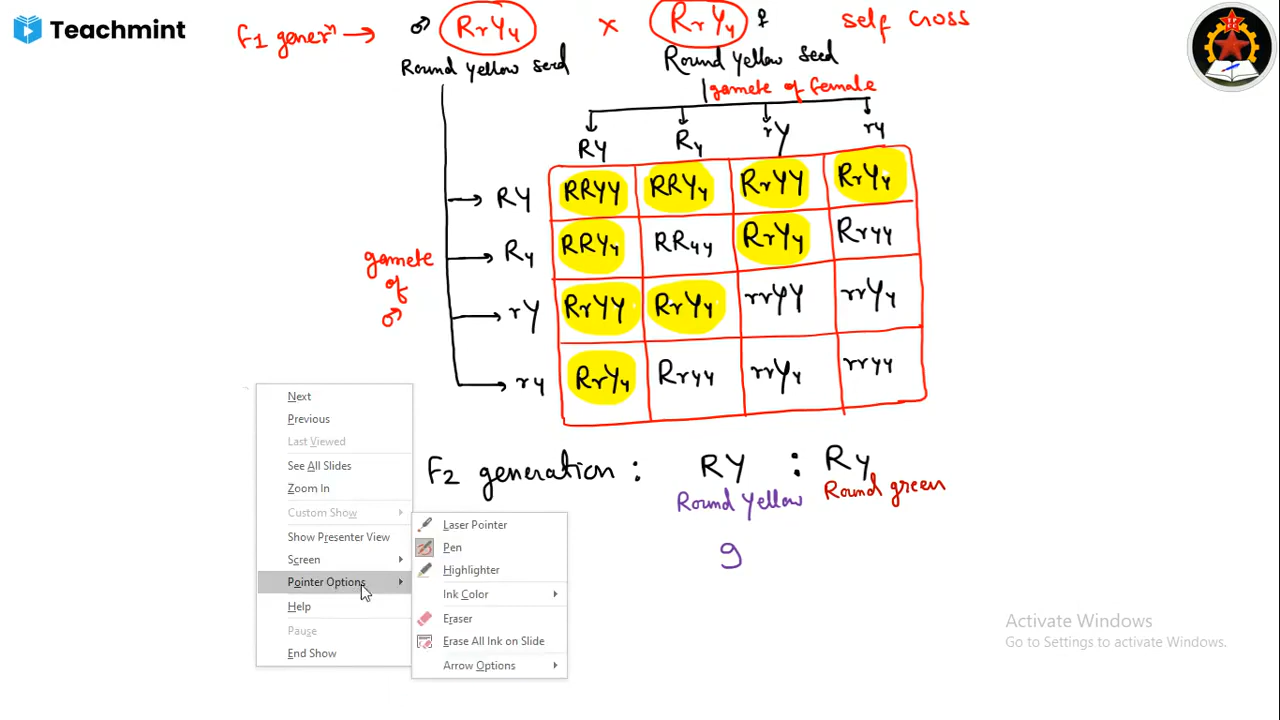 Teachmint
F1 genern → ♂ RrYy × RrYy ♀ self cross
Round yellow seed Round yellow seed
gamete of female
RY Ry rY ry
RY RRYY RRYy RrYY RrYy
Ry RRYy RRyy RrYy Rryy
gamete of ♂
rY RrYY RrYy rrYY rrYy
ry RrYy Rryy rrYy rryy
Next
Previous
Last Viewed
See All Slides
Zoom In
Custom Show
Show Presenter View
Screen
Pointer Options
Help
Pause
End Show
Laser Pointer
Pen
Highlighter
Ink Color
Eraser
Erase All Ink on Slide
Arrow Options
F2 generation : RY : Ry
Round yellow Round green
9
Activate Windows
Go to Settings to activate Windows.